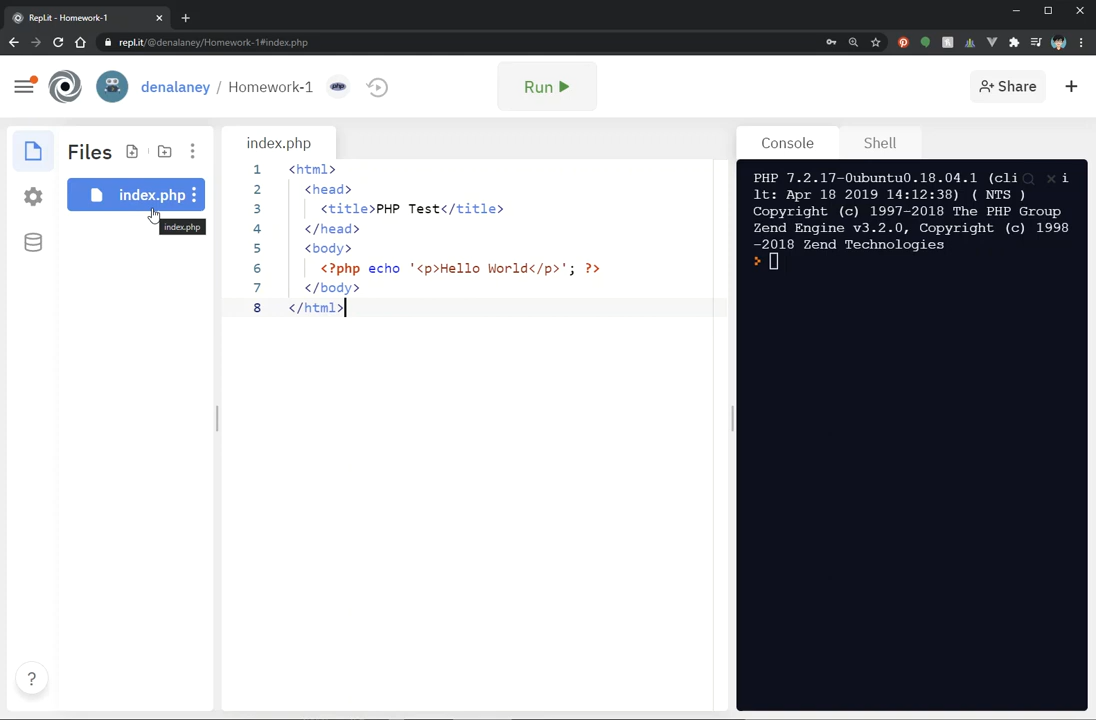 Repl.it - Homework-1
repl.it/@denalaney/Homework-1#index.php
denalaney / Homework-1
php
Run
Share
Files
index.php
index.php
index.php
1 <html>
2 <head>
3 <title>PHP Test</title>
4 </head>
5 <body>
6 <?php echo '<p>Hello World</p>'; ?>
7 </body>
8 </html>
Console
Shell
PHP 7.2.17-0ubuntu0.18.04.1 (cli
i
lt: Apr 18 2019 14:12:38) ( NTS )
Copyright (c) 1997-2018 The PHP Group
Zend Engine v3.2.0, Copyright (c) 1998
-2018 Zend Technologies
?